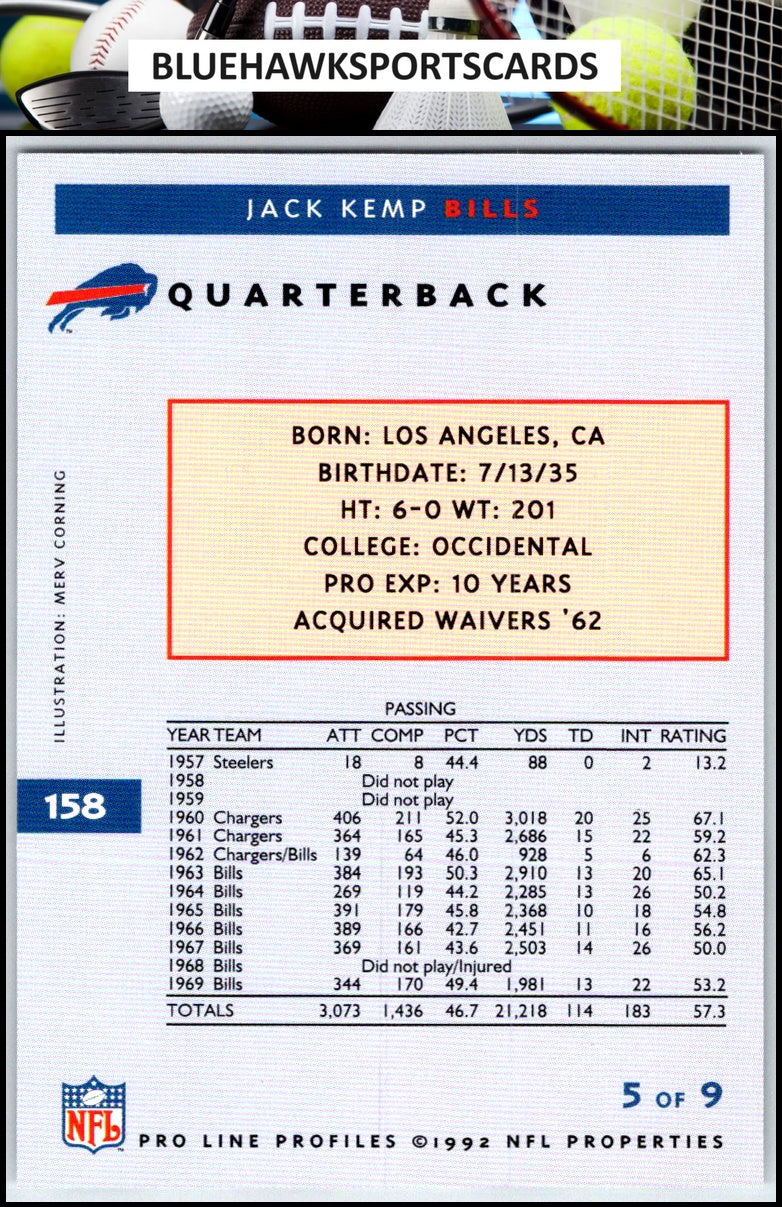 BLUEHAWKSPORTSCARDS
JACK KEMP BILLS
QUARTERBACK
BORN: LOS ANGELES, CA
BIRTHDATE: 7/13/35
HT: 6-0 WT: 201
COLLEGE: OCCIDENTAL
PRO EXP: 10 YEARS
ACQUIRED WAIVERS '62
ILLUSTRATION: MERV CORNING
158
PASSING
YEAR TEAM ATT COMP PCT YDS TD INT RATING
1957 Steelers 18 8 44.4 88 0 2 13.2
1958 Did not play
1959 Did not play
1960 Chargers 406 211 52.0 3,018 20 25 67.1
1961 Chargers 364 165 45.3 2,686 15 22 59.2
1962 Chargers/Bills 139 64 46.0 928 5 6 62.3
1963 Bills 384 193 50.3 2,910 13 20 65.1
1964 Bills 269 119 44.2 2,285 13 26 50.2
1965 Bills 391 179 45.8 2,368 10 18 54.8
1966 Bills 389 166 42.7 2,451 11 16 56.2
1967 Bills 369 161 43.6 2,503 14 26 50.0
1968 Bills Did not play/Injured
1969 Bills 344 170 49.4 1,981 13 22 53.2
TOTALS 3,073 1,436 46.7 21,218 114 183 57.3
5 OF 9
NFL
PRO LINE PROFILES ©1992 NFL PROPERTIES